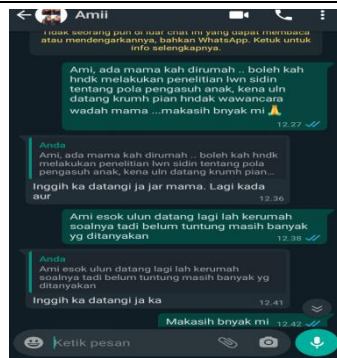 Amii
Tidak seorang pun di luar chat ini yang dapat membaca
atau mendengarkannya, bahkan WhatsApp. Ketuk untuk
info selengkapnya.
Ami, ada mama kah dirumah .. boleh kah
hndk melakukan penelitian lwn sidin
tentang pola pengasuh anak, kena uln
datang krumh pian hndak wawancara
wadah mama ...makasih bnyak mi 🙏
12.27
Anda
Ami, ada mama kah dirumah .. boleh kah hndk
melakukan penelitian lwn sidin tentang pola
pengasuh anak, kena uln datang krumh pian...
Inggih ka datangi ja jar mama. Lagi kada
aur
12.36
Ami esok ulun datang lagi lah kerumah
soalnya tadi belum tuntung masih banyak
yg ditanyakan
12.38
Anda
Ami esok ulun datang lagi lah kerumah
soalnya tadi belum tuntung masih banyak yg
ditanyakan
Inggih ka datangi ja ka
12.41
Makasih bnyak mi
12.42
Ketik pesan